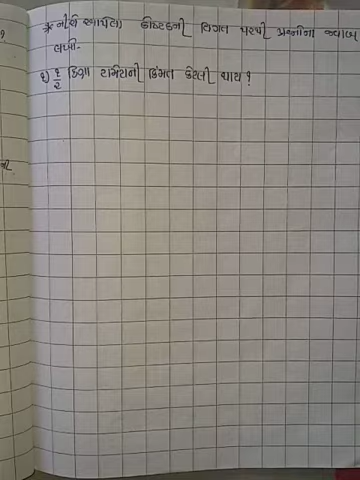 * નીચે આપેલા કોષ્ટકની વિગત પરથી પ્રશ્નોના જવાબ
લખો.
૧) ૧/૨ કિગ્રા ટામેટાની કિંમત કેટલી થાય ?